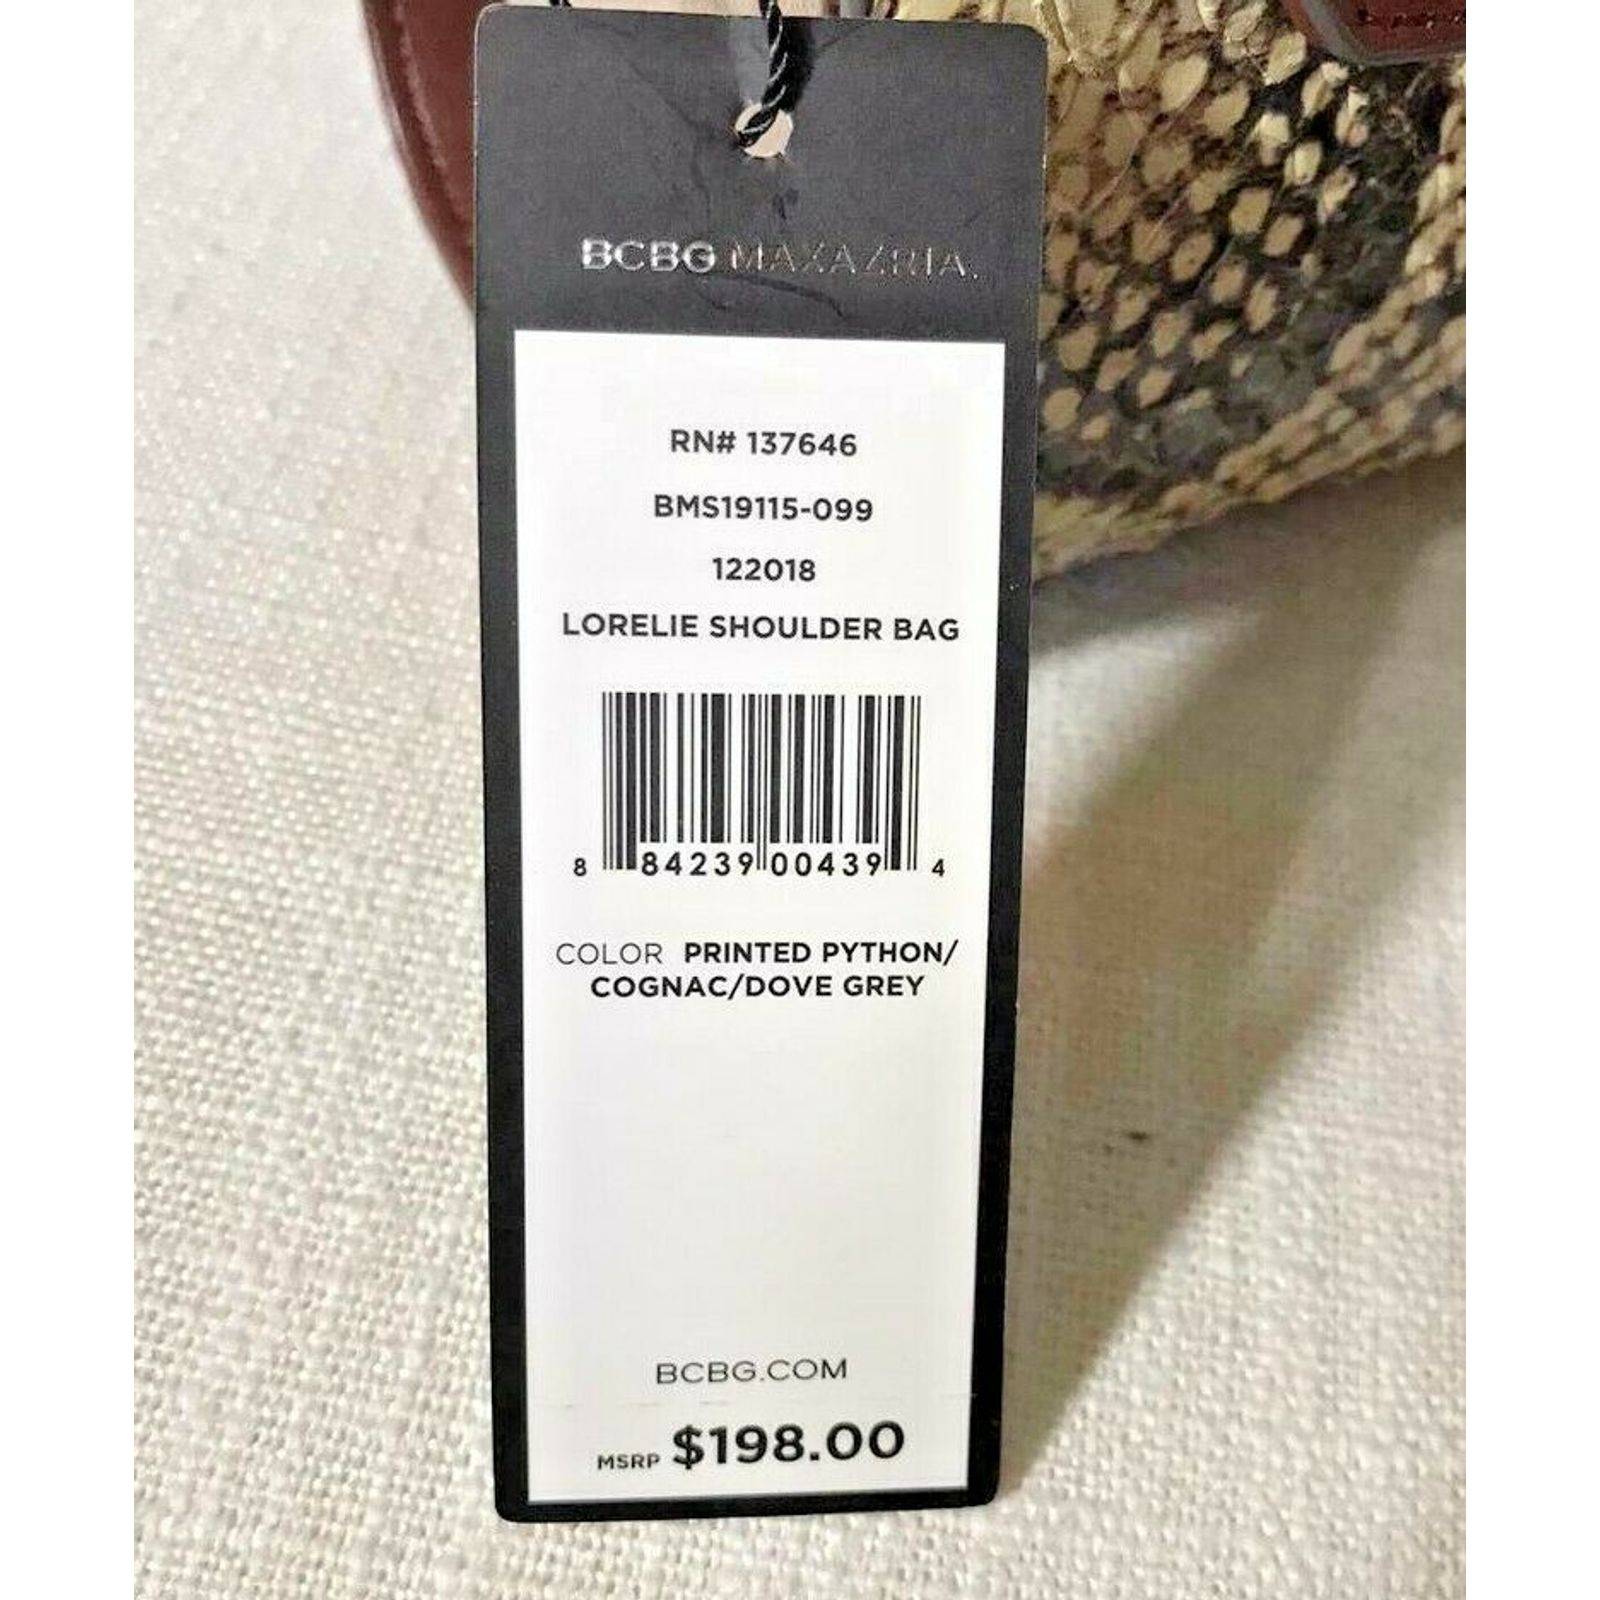 BCBG MAXAZRIA.
RN# 137646
BMS19115-099
122018
LORELIE SHOULDER BAG
8 84239 00439 4
COLOR PRINTED PYTHON/
COGNAC/DOVE GREY
BCBG.COM
MSRP $198.00